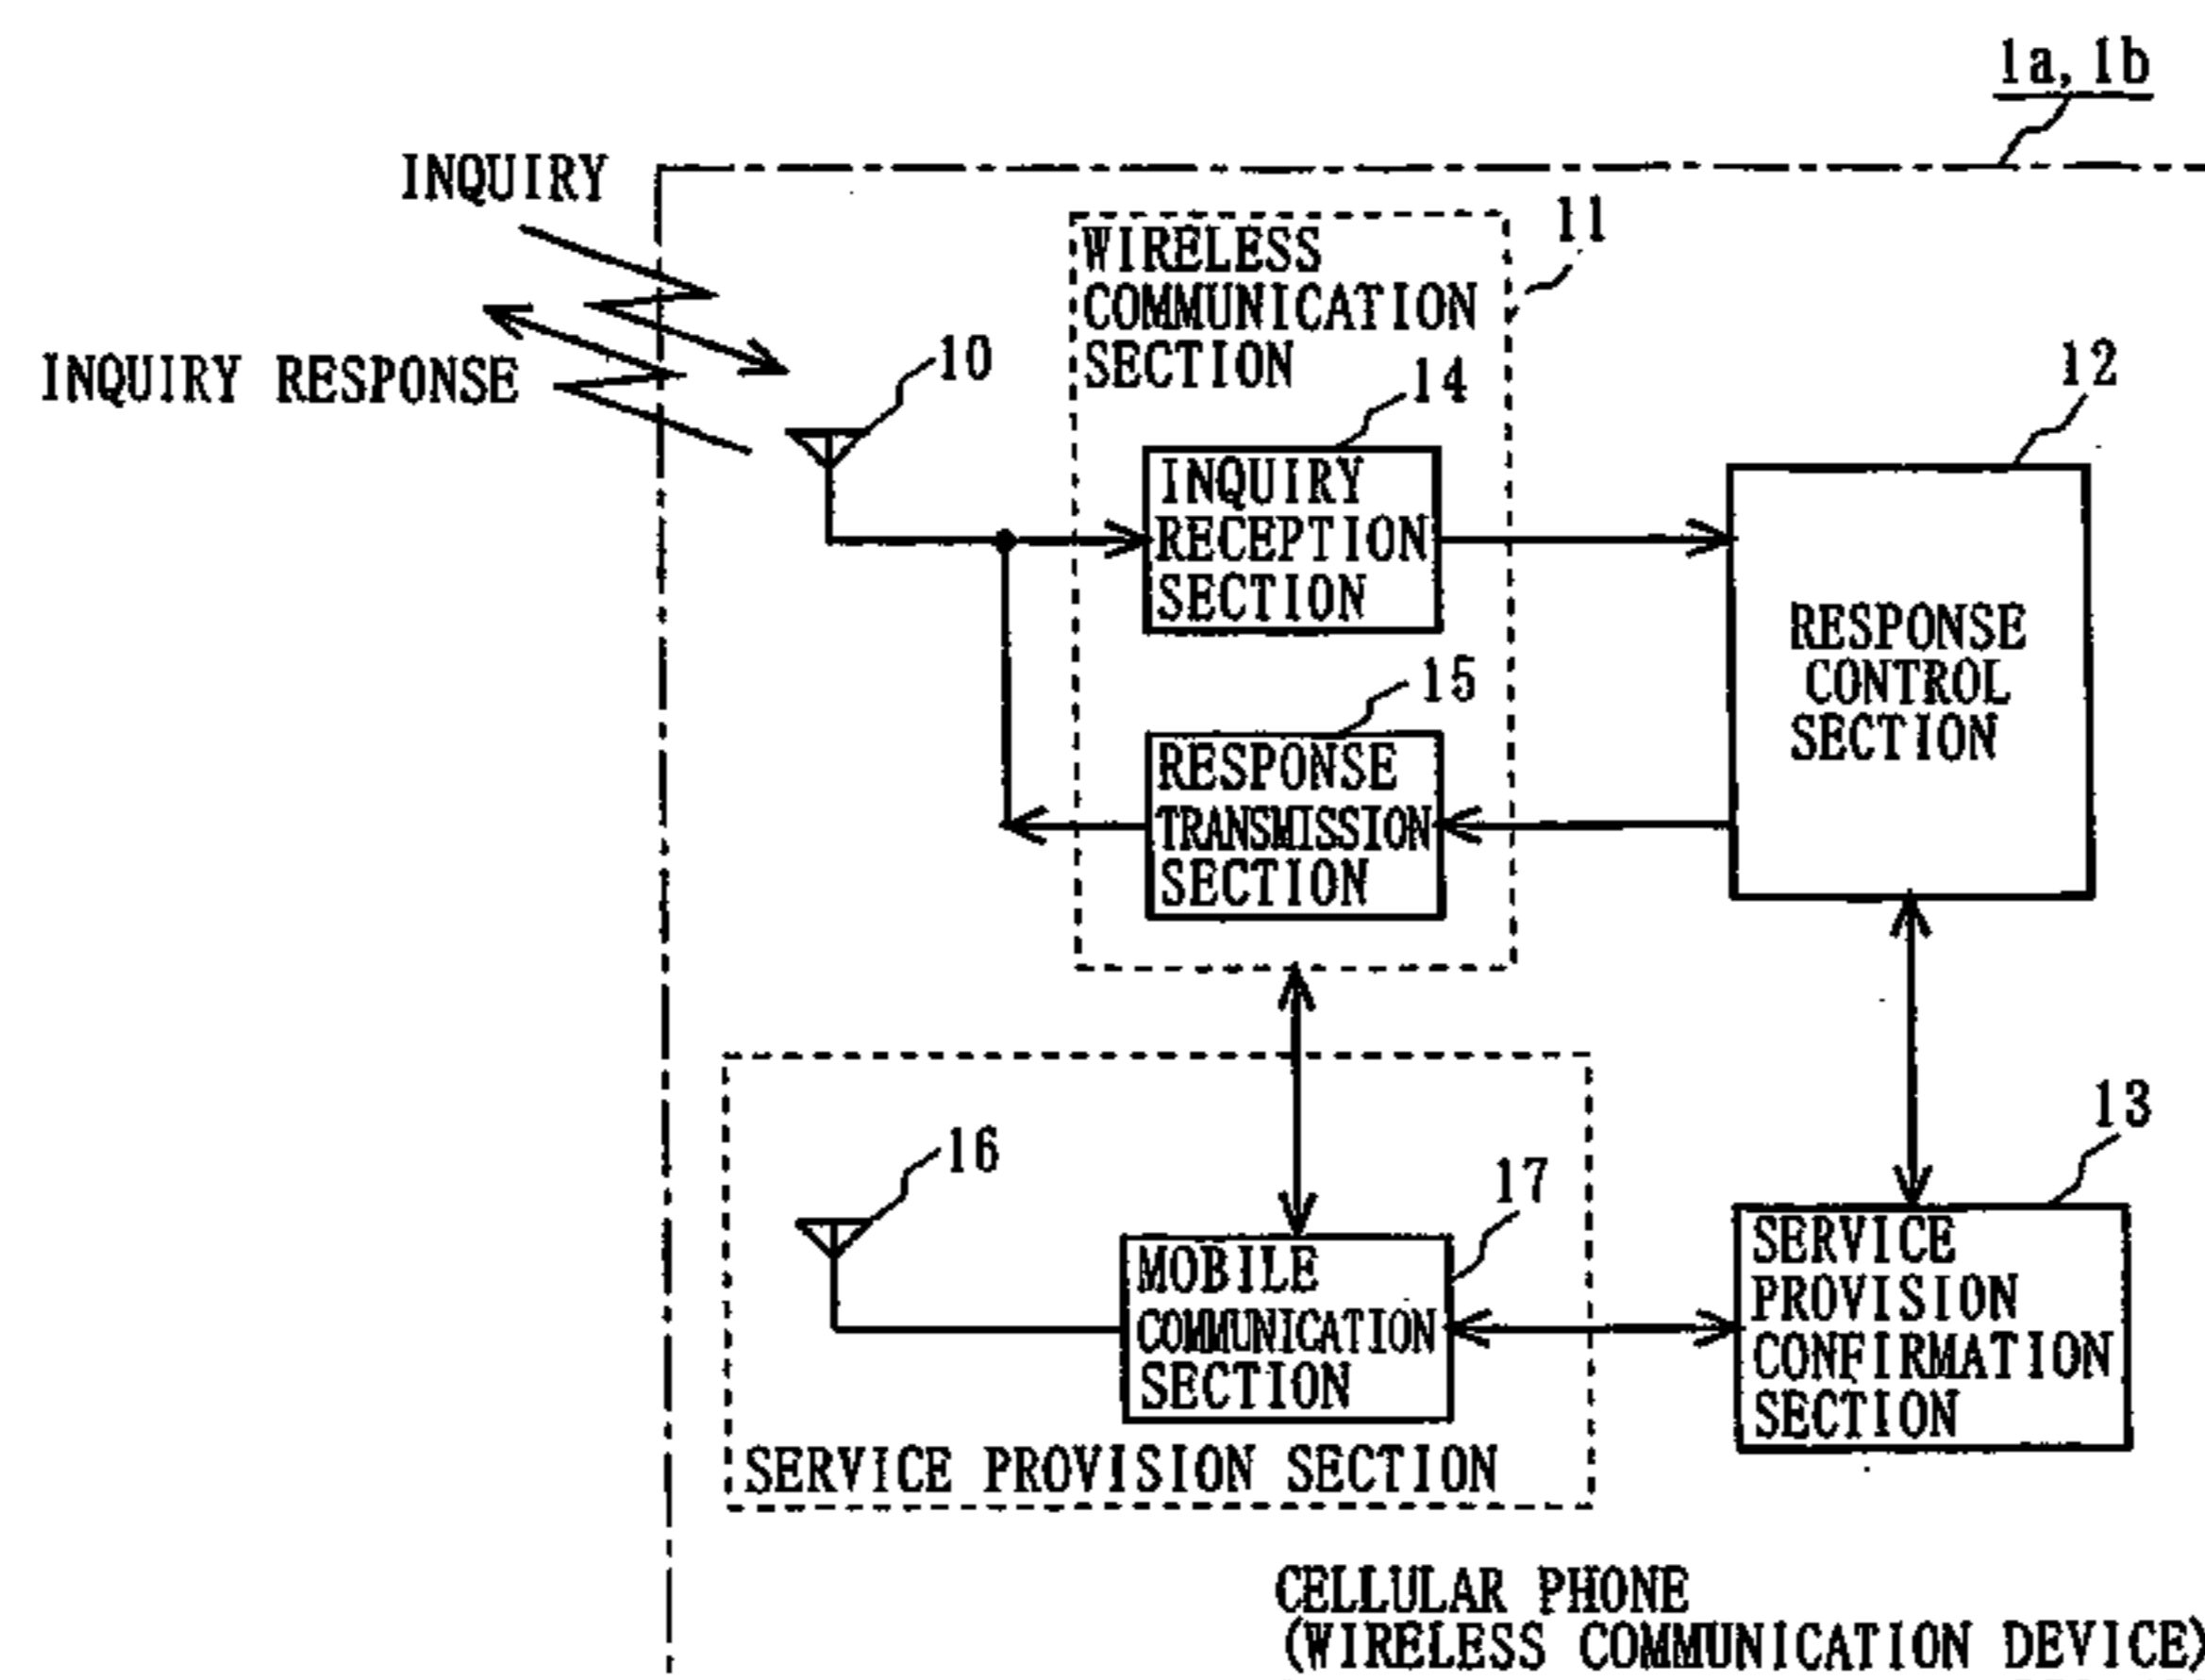 1a, 1b
INQUIRY
INQUIRY RESPONSE
10
WIRELESS
COMMUNICATION
SECTION
11
14
INQUIRY
RECEPTION
SECTION
12
RESPONSE
CONTROL
SECTION
15
RESPONSE
TRANSMISSION
SECTION
16
17
MOBILE
COMMUNICATION
SECTION
SERVICE PROVISION SECTION
13
SERVICE
PROVISION
CONFIRMATION
SECTION
CELLULAR PHONE
(WIRELESS COMMUNICATION DEVICE)